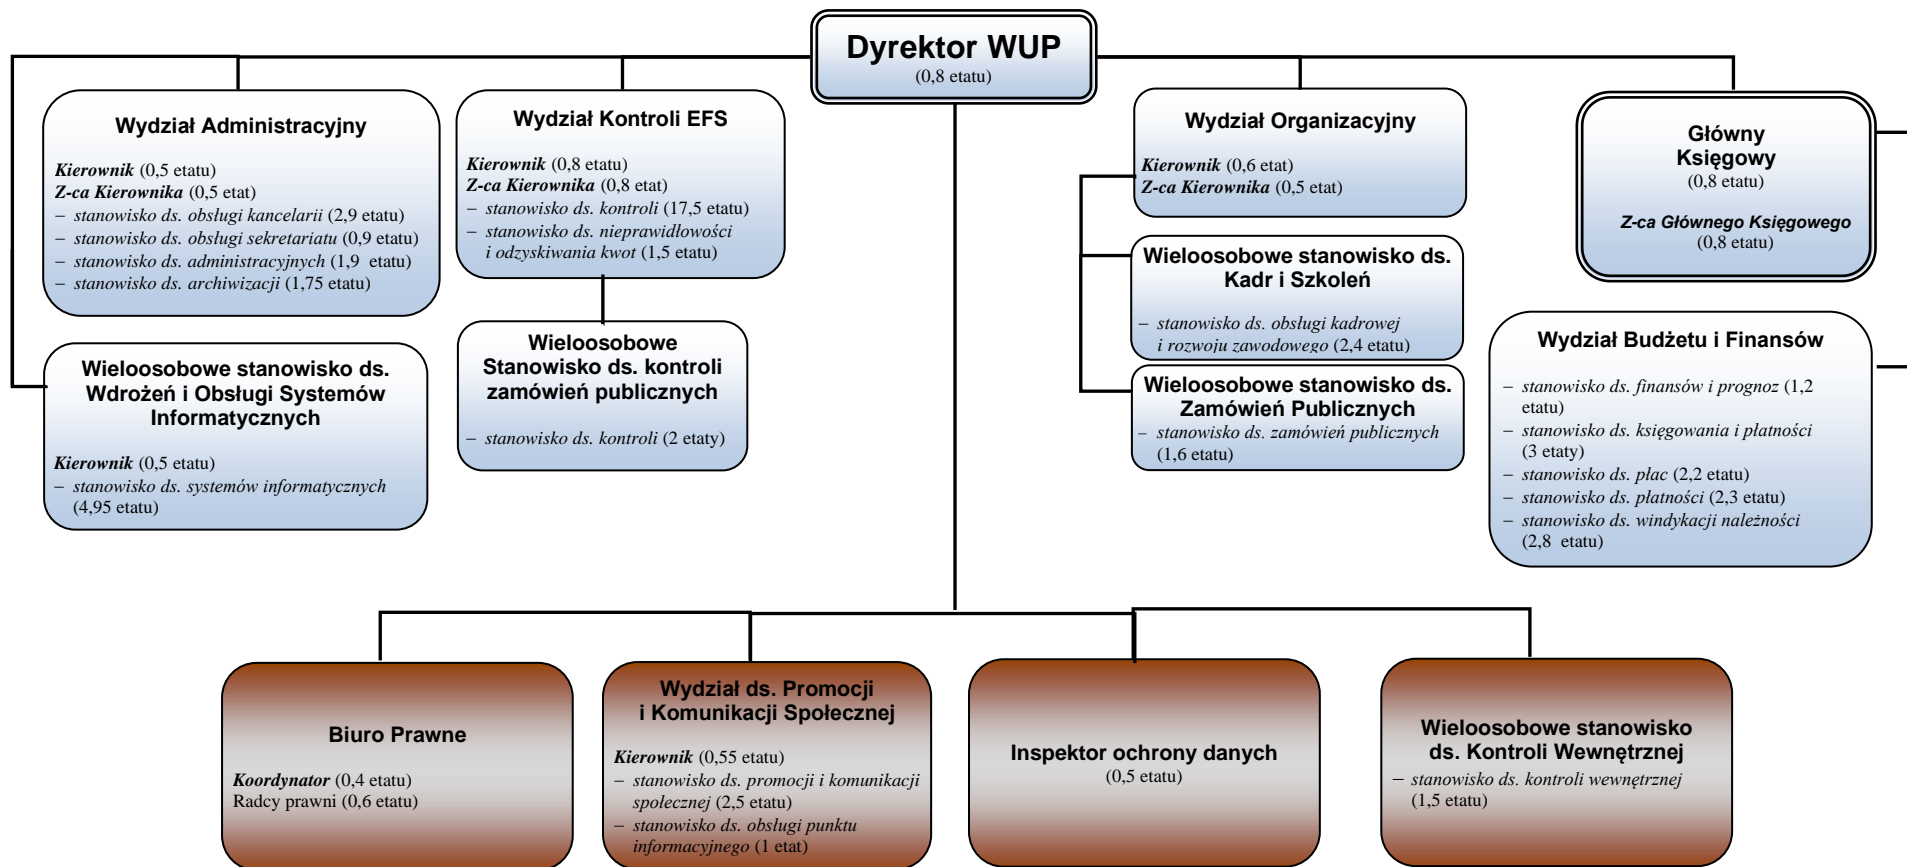 Dyrektor WUP
(0,8 etatu)
Wydział Administracyjny
Kierownik (0,5 etatu)
Z-ca Kierownika (0,5 etat)
– stanowisko ds. obsługi kancelarii (2,9 etatu)
– stanowisko ds. obsługi sekretariatu (0,9 etatu)
– stanowisko ds. administracyjnych (1,9 etatu)
– stanowisko ds. archiwizacji (1,75 etatu)
Wieloosobowe stanowisko ds.
Wdrożeń i Obsługi Systemów
Informatycznych
Kierownik (0,5 etatu)
– stanowisko ds. systemów informatycznych
(4,95 etatu)
Wydział Kontroli EFS
Kierownik (0,8 etatu)
Z-ca Kierownika (0,8 etat)
– stanowisko ds. kontroli (17,5 etatu)
– stanowisko ds. nieprawidłowości
i odzyskiwania kwot (1,5 etatu)
Wieloosobowe
Stanowisko ds. kontroli
zamówień publicznych
– stanowisko ds. kontroli (2 etaty)
Wydział Organizacyjny
Kierownik (0,6 etat)
Z-ca Kierownika (0,5 etat)
Wieloosobowe stanowisko ds.
Kadr i Szkoleń
– stanowisko ds. obsługi kadrowej
i rozwoju zawodowego (2,4 etatu)
Wieloosobowe stanowisko ds.
Zamówień Publicznych
– stanowisko ds. zamówień publicznych
(1,6 etatu)
Główny
Księgowy
(0,8 etatu)
Z-ca Głównego Księgowego
(0,8 etatu)
Wydział Budżetu i Finansów
– stanowisko ds. finansów i prognoz (1,2
etatu)
– stanowisko ds. księgowania i płatności
(3 etaty)
– stanowisko ds. płac (2,2 etatu)
– stanowisko ds. płatności (2,3 etatu)
– stanowisko ds. windykacji należności
(2,8 etatu)
Biuro Prawne
Koordynator (0,4 etatu)
Radcy prawni (0,6 etatu)
Wydział ds. Promocji
i Komunikacji Społecznej
Kierownik (0,55 etatu)
– stanowisko ds. promocji i komunikacji
społecznej (2,5 etatu)
– stanowisko ds. obsługi punktu
informacyjnego (1 etat)
Inspektor ochrony danych
(0,5 etatu)
Wieloosobowe stanowisko
ds. Kontroli Wewnętrznej
– stanowisko ds. kontroli wewnętrznej
(1,5 etatu)